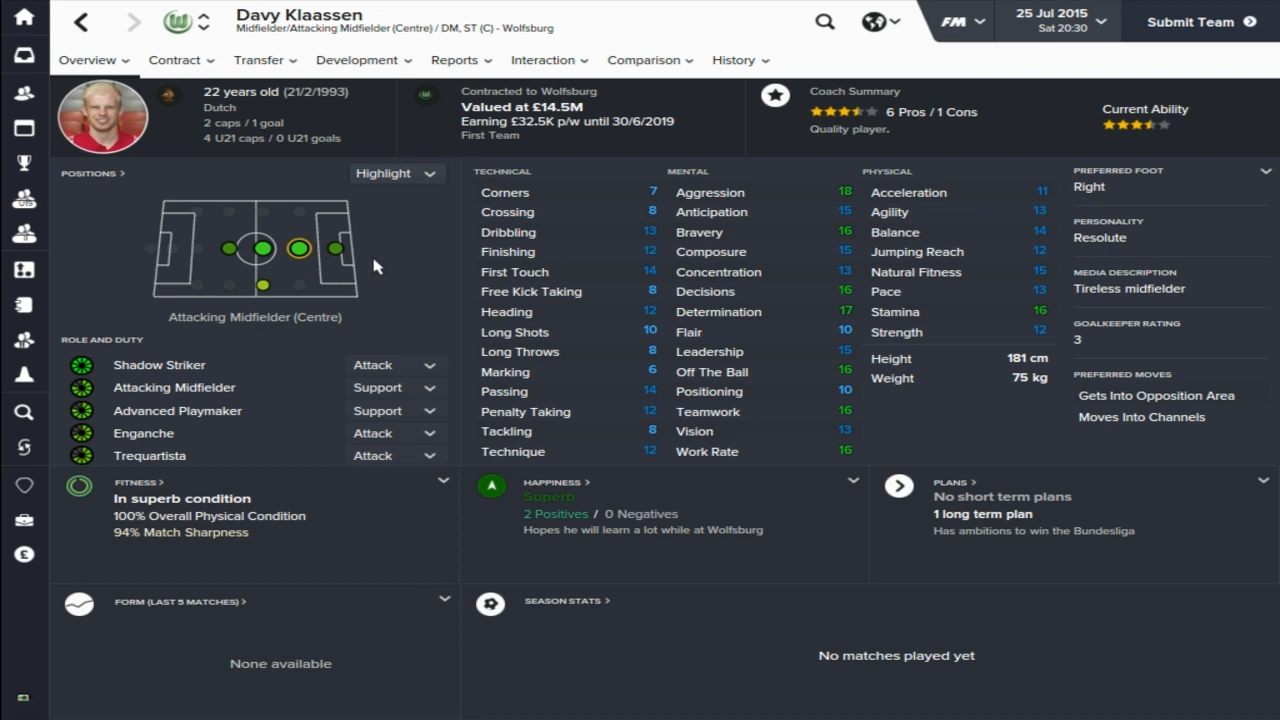 Davy Klaassen
Midfielder/Attacking Midfielder (Centre) / DM, ST (C) - Wolfsburg
FM
25 Jul 2015
Sat 20:30
Submit Team
Overview
Contract
Transfer
Development
Reports
Interaction
Comparison
History
22 years old (21/2/1993)
Dutch
2 caps / 1 goal
4 U21 caps / 0 U21 goals
Contracted to Wolfsburg
Valued at £14.5M
Earning £32.5K p/w until 30/6/2019
First Team
Coach Summary
6 Pros / 1 Cons
Quality player.
Current Ability
POSITIONS >
Highlight
Attacking Midfielder (Centre)
ROLE AND DUTY
Shadow Striker Attack
Attacking Midfielder Support
Advanced Playmaker Support
Enganche Attack
Trequartista Attack
TECHNICAL
Corners 7
Crossing 8
Dribbling 13
Finishing 12
First Touch 14
Free Kick Taking 8
Heading 12
Long Shots 10
Long Throws 8
Marking 6
Passing 14
Penalty Taking 12
Tackling 8
Technique 12
MENTAL
Aggression 18
Anticipation 15
Bravery 16
Composure 15
Concentration 13
Decisions 16
Determination 17
Flair 10
Leadership 15
Off The Ball 16
Positioning 10
Teamwork 16
Vision 13
Work Rate 16
PHYSICAL
Acceleration 11
Agility 13
Balance 14
Jumping Reach 12
Natural Fitness 15
Pace 13
Stamina 16
Strength 12
Height 181 cm
Weight 75 kg
PREFERRED FOOT
Right
PERSONALITY
Resolute
MEDIA DESCRIPTION
Tireless midfielder
GOALKEEPER RATING
3
PREFERRED MOVES
Gets Into Opposition Area
Moves Into Channels
FITNESS >
In superb condition
100% Overall Physical Condition
94% Match Sharpness
HAPPINESS >
Superb
2 Positives / 0 Negatives
Hopes he will learn a lot while at Wolfsburg
PLANS >
No short term plans
1 long term plan
Has ambitions to win the Bundesliga
FORM (LAST 5 MATCHES) >
None available
SEASON STATS >
No matches played yet